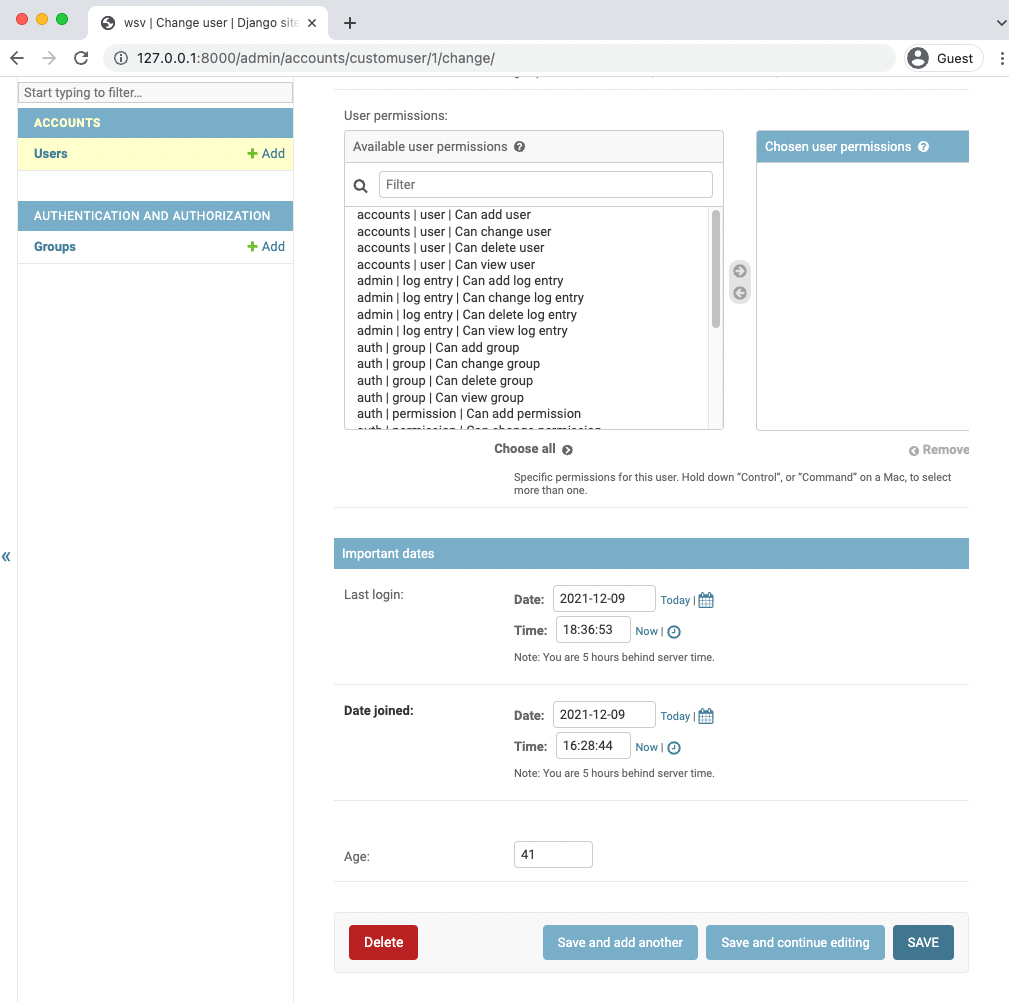 wsv | Change user | Django site
127.0.0.1:8000/admin/accounts/customuser/1/change/
Guest
Start typing to filter...
ACCOUNTS
Users
+ Add
AUTHENTICATION AND AUTHORIZATION
Groups
+ Add
«
User permissions:
Available user permissions
Filter
accounts | user | Can add user
accounts | user | Can change user
accounts | user | Can delete user
accounts | user | Can view user
admin | log entry | Can add log entry
admin | log entry | Can change log entry
admin | log entry | Can delete log entry
admin | log entry | Can view log entry
auth | group | Can add group
auth | group | Can change group
auth | group | Can delete group
auth | group | Can view group
auth | permission | Can add permission
auth | permission | Can change permission
Choose all
Chosen user permissions
Remove
Specific permissions for this user. Hold down “Control”, or “Command” on a Mac, to select
more than one.
Important dates
Last login:
Date: 2021-12-09 Today |
Time: 18:36:53 Now |
Note: You are 5 hours behind server time.
Date joined:
Date: 2021-12-09 Today |
Time: 16:28:44 Now |
Note: You are 5 hours behind server time.
Age: 41
Delete
Save and add another
Save and continue editing
SAVE